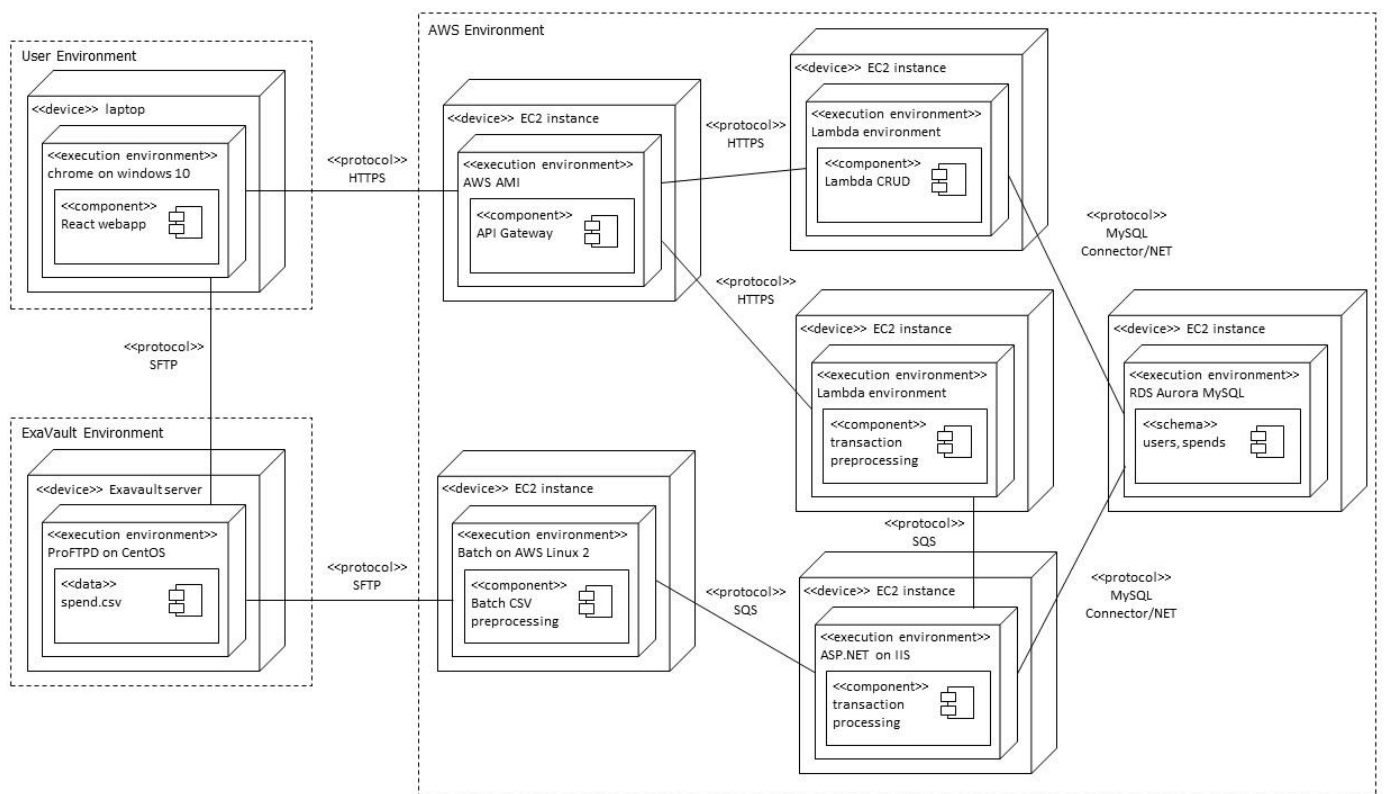 AWS Environment
User Environment
<<device>> laptop
<<execution environment>>
chrome on windows 10
<<component>>
React webapp
<<protocol>>
HTTPS
<<device>> EC2 instance
<<execution environment>>
AWS AMI
<<component>>
API Gateway
<<protocol>>
HTTPS
<<device>> EC2 instance
<<execution environment>>
Lambda environment
<<component>>
Lambda CRUD
<<protocol>>
MySQL
Connector/NET
<<protocol>>
HTTPS
<<device>> EC2 instance
<<execution environment>>
Lambda environment
<<component>>
transaction
preprocessing
<<device>> EC2 instance
<<execution environment>>
RDS Aurora MySQL
<<schema>>
users, spends
<<protocol>>
SFTP
ExaVault Environment
<<device>> Exavault server
<<execution environment>>
ProFTPD on CentOS
<<data>>
spend.csv
<<protocol>>
SFTP
<<device>> EC2 instance
<<execution environment>>
Batch on AWS Linux 2
<<component>>
Batch CSV
preprocessing
<<protocol>>
SQS
<<protocol>>
SQS
<<device>> EC2 instance
<<execution environment>>
ASP.NET on IIS
<<component>>
transaction
processing
<<protocol>>
MySQL
Connector/NET